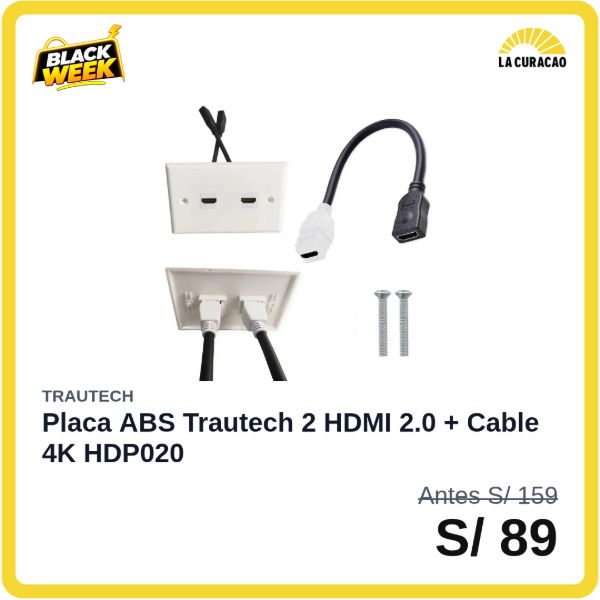 BLACK
WEEK
LA CURACAO
TRAUTECH
Placa ABS Trautech 2 HDMI 2.0 + Cable
4K HDP020
Antes S/ 159
S/ 89